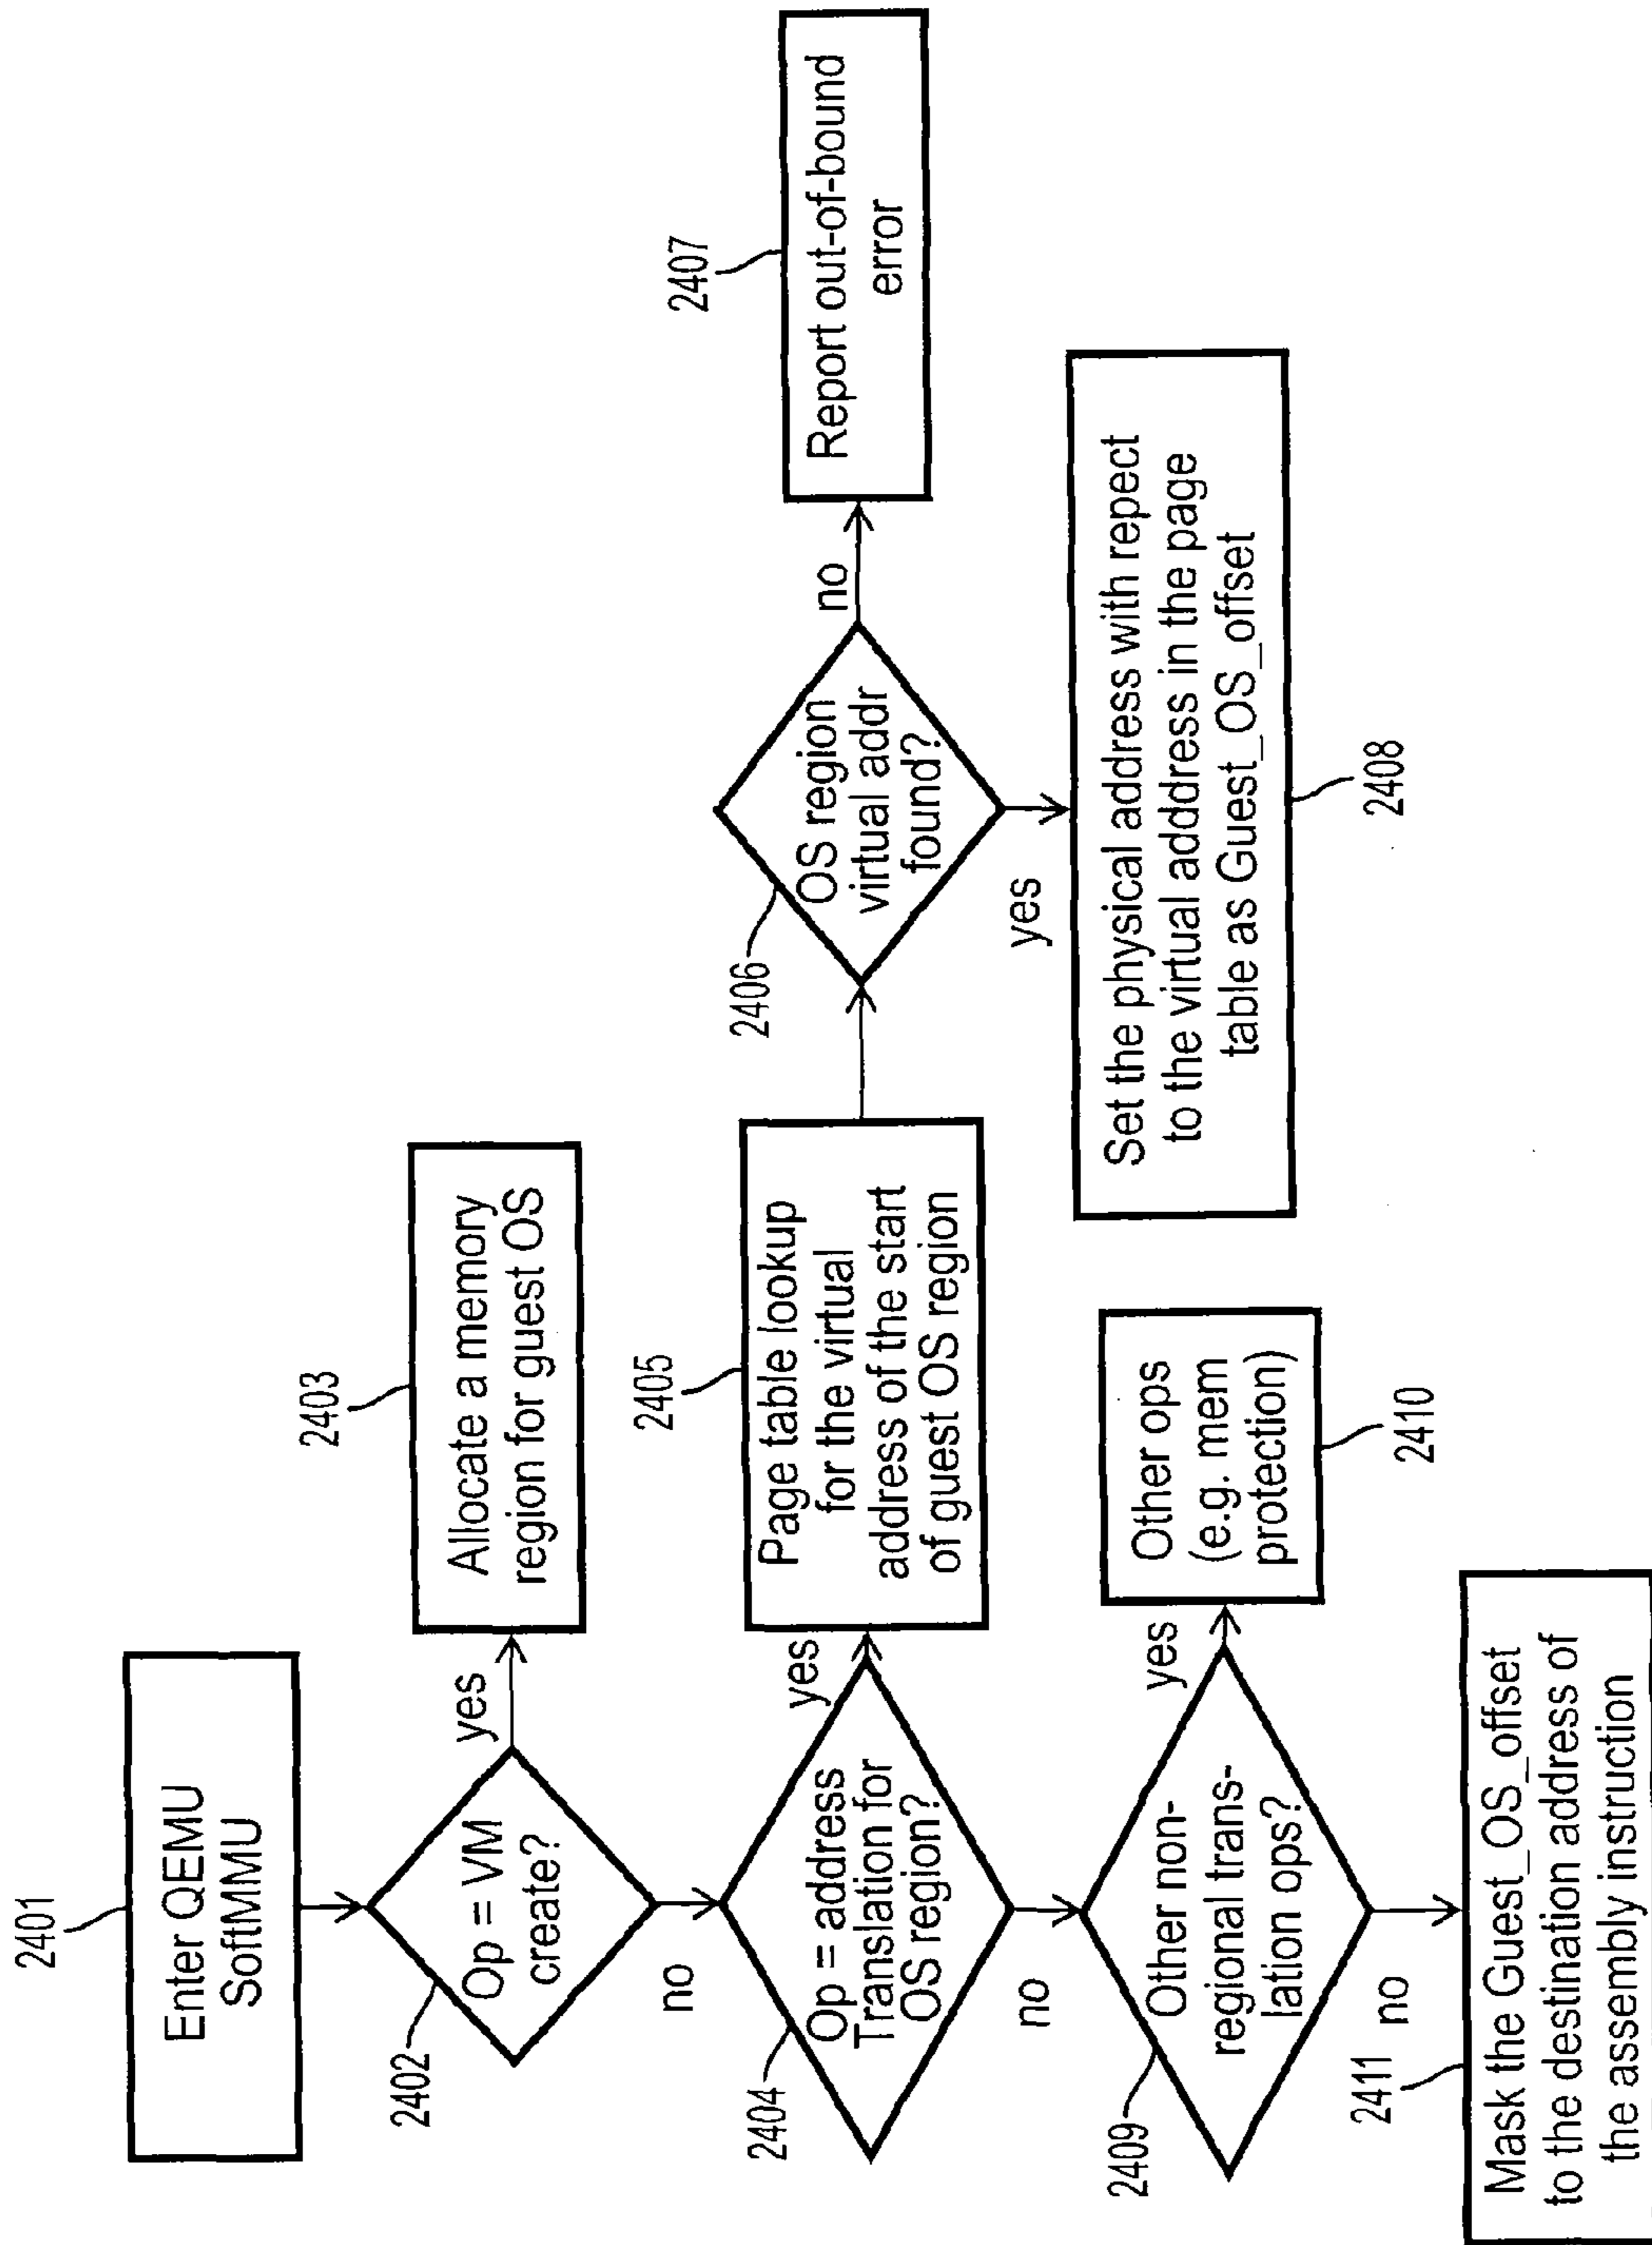 2401
Enter QEMU
SoftMMU
2402
Op = VM
create?
yes
no
2403
Allocate a memory
region for guest OS
2404
Op = address
Translation for
OS region?
yes
no
2405
Page table lookup
for the virtual
address of the start
of guest OS region
2406
OS region
virtual addr
found?
no
yes
2407
Report out-of-bound
error
Set the physical address with repect
to the virtual adddress in the page
table as Guest_OS_offset
2408
2409
Other non-
regional trans-
lation ops?
yes
no
Other ops
(e.g. mem
protection)
2410
2411
Mask the Guest_OS_offset
to the destination address of
the assembly instruction